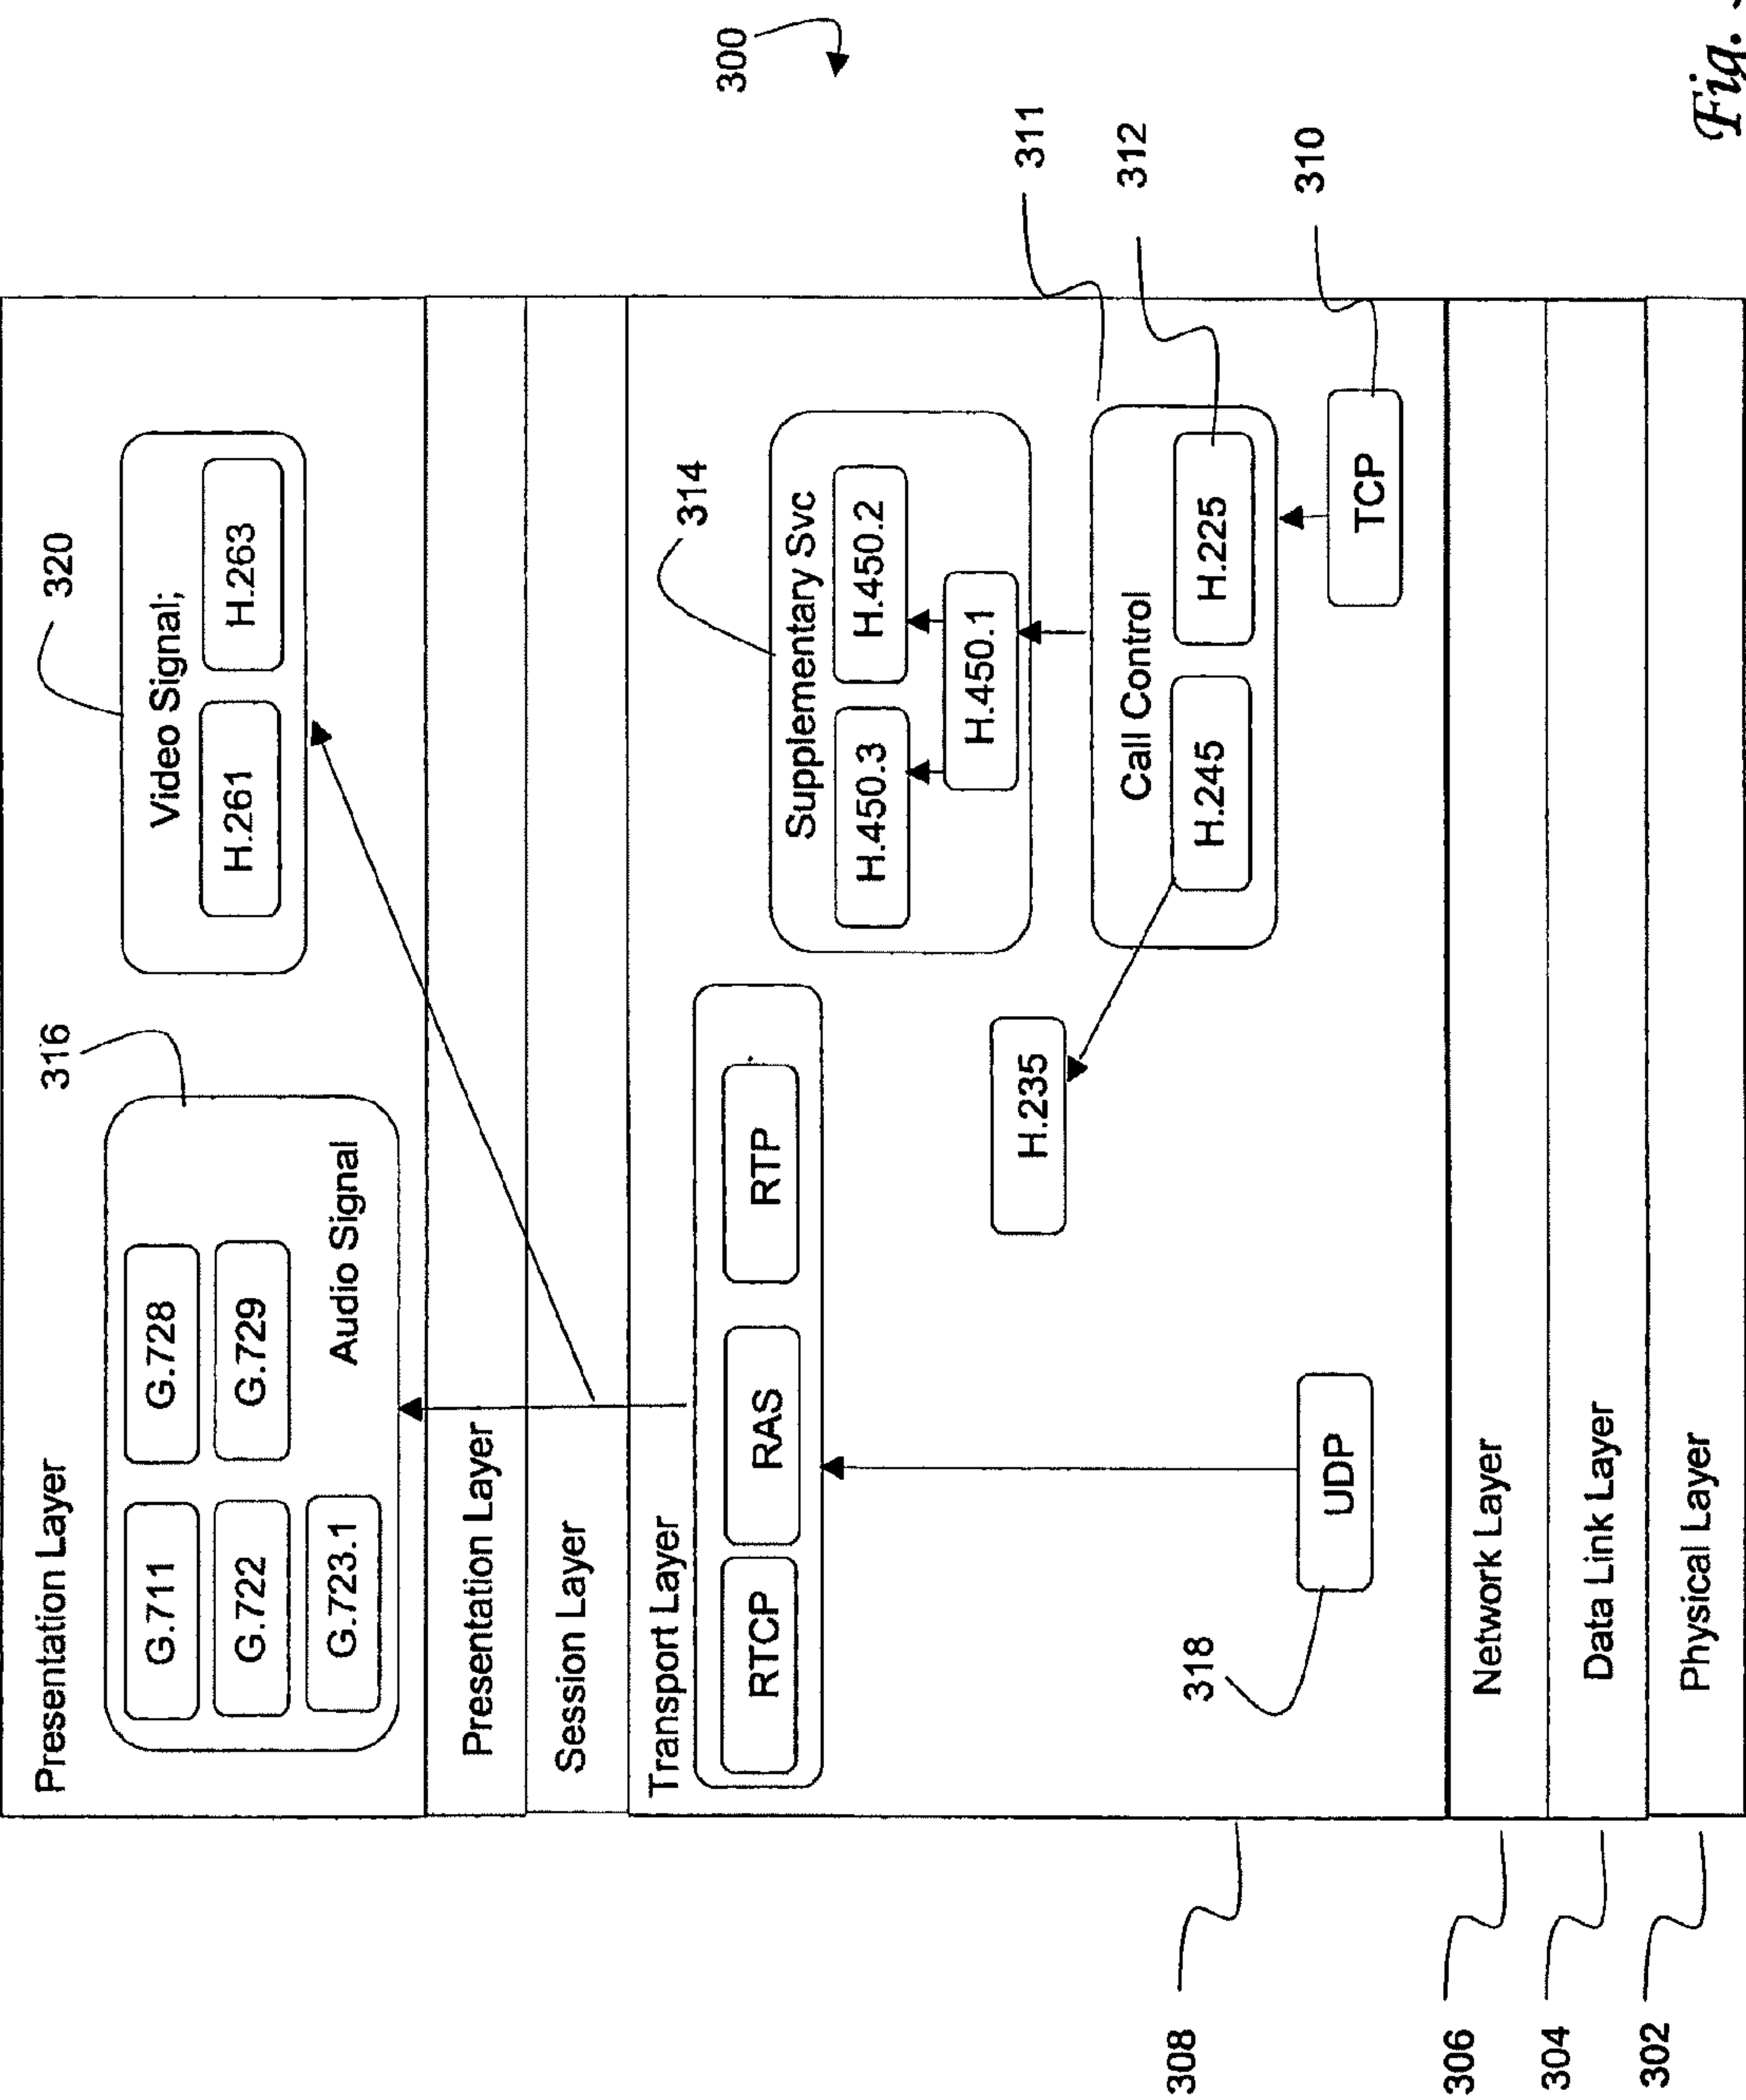 Presentation Layer
316
320
G.711
G.728
G.722
G.729
G.723.1
Audio Signal
Video Signal;
H.261
H.263
Presentation Layer
Session Layer
Transport Layer
RTCP
RAS
RTP
314
Supplementary Svc
H.450.3
H.450.2
H.450.1
300
H.235
311
Call Control
312
H.245
H.225
318
UDP
TCP
310
308
Network Layer
306
Data Link Layer
304
Physical Layer
302
Fig.